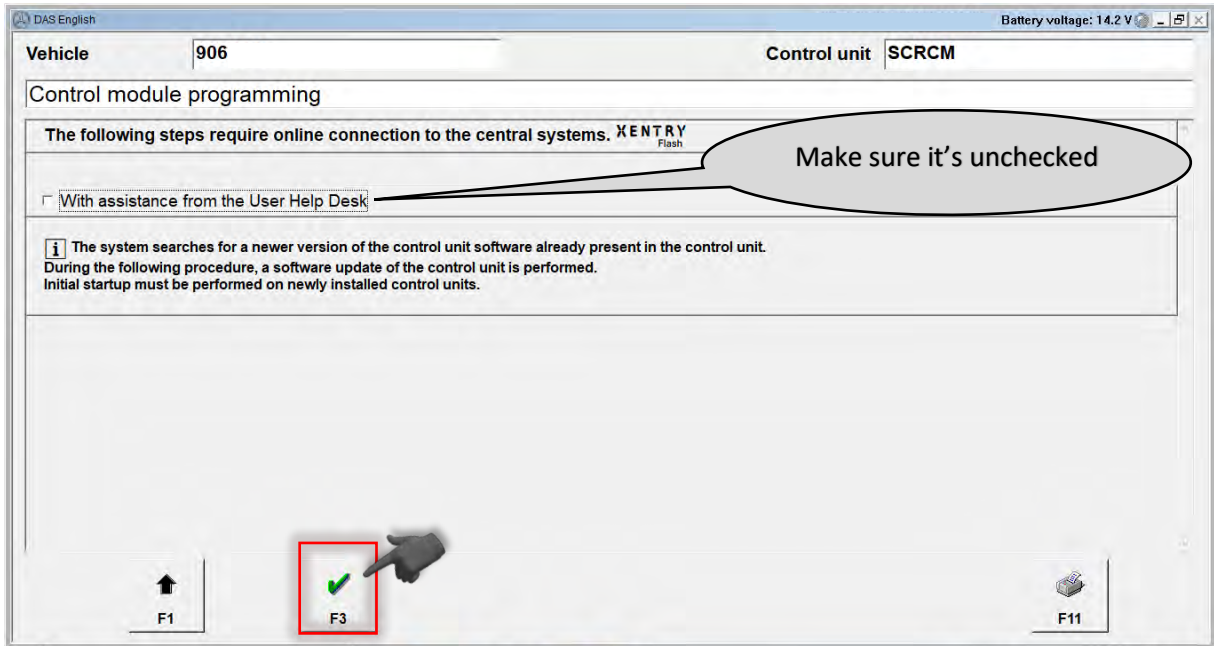 DAS English
Battery voltage: 14.2 V
Vehicle 906 Control unit SCRCM
Control module programming
The following steps require online connection to the central systems. XENTRY Flash
Make sure it’s unchecked
With assistance from the User Help Desk
i The system searches for a newer version of the control unit software already present in the control unit.
During the following procedure, a software update of the control unit is performed.
Initial startup must be performed on newly installed control units.
F1 F3 F11